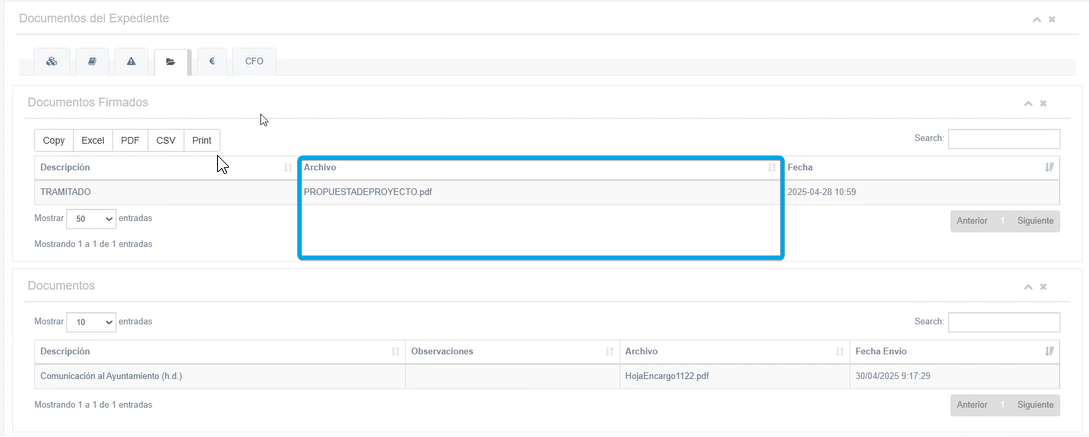 Documentos del Expediente
€ CFO
Documentos Firmados
Copy Excel PDF CSV Print Search:
Descripción Archivo Fecha
TRAMITADO PROPUESTADEPROYECTO.pdf 2025-04-28 10:59
Mostrar 50 entradas Anterior 1 Siguiente
Mostrando 1 a 1 de 1 entradas
Documentos
Mostrar 10 entradas Search:
Descripción Observaciones Archivo Fecha Envio
Comunicación al Ayuntamiento (h.d.) HojaEncargo1122.pdf 30/04/2025 9:17:29
Mostrando 1 a 1 de 1 entradas Anterior 1 Siguiente